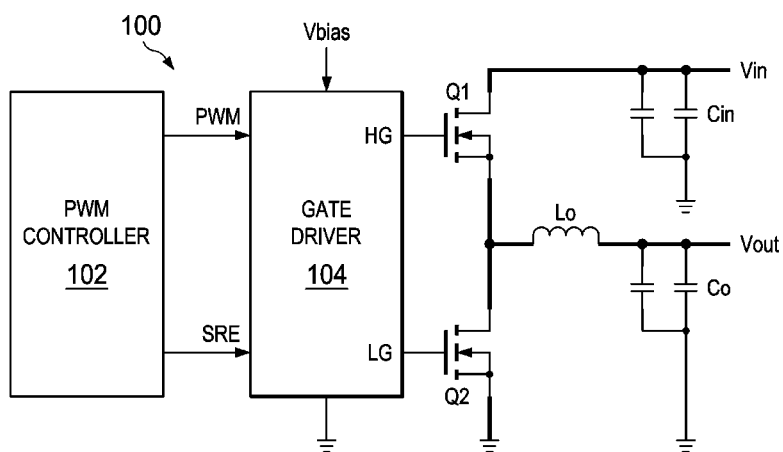 100
Vbias
Vin
Q1
PWM
HG
Cin
PWM
CONTROLLER
102
GATE
DRIVER
104
Lo
Vout
Co
SRE
LG
Q2